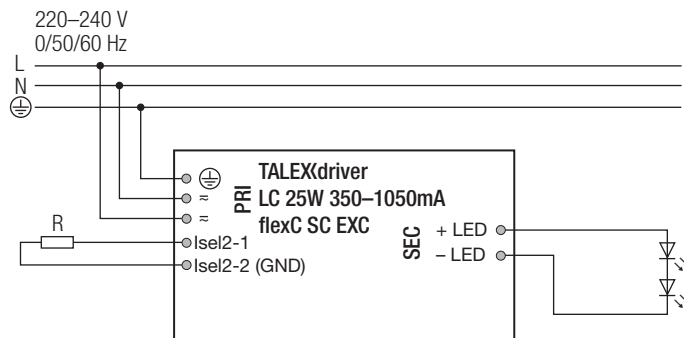 220–240 V
0/50/60 Hz
L
N
TALEXdriver
LC 25W 350–1050mA
flexC SC EXC
PRI
≂
≂
R
Isel2-1
Isel2-2 (GND)
SEC
+ LED
– LED